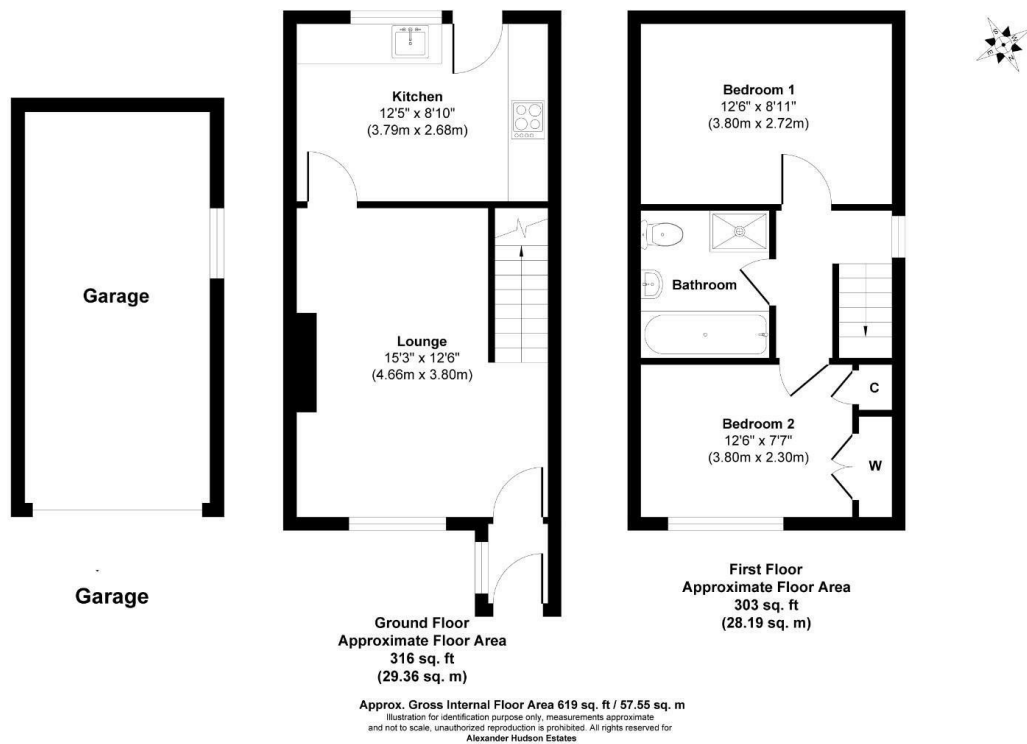 Garage
Garage
Kitchen
12'5" x 8'10"
(3.79m x 2.68m)
Lounge
15'3" x 12'6"
(4.66m x 3.80m)
Ground Floor
Approximate Floor Area
316 sq. ft
(29.36 sq. m)
Bedroom 1
12'6" x 8'11"
(3.80m x 2.72m)
Bathroom
Bedroom 2
12'6" x 7'7"
(3.80m x 2.30m)
C
W
First Floor
Approximate Floor Area
303 sq. ft
(28.19 sq. m)
Approx. Gross Internal Floor Area 619 sq. ft / 57.55 sq. m
Illustration for identification purpose only, measurements approximate
and not to scale, unauthorized reproduction is prohibited. All rights reserved for
Alexander Hudson Estates